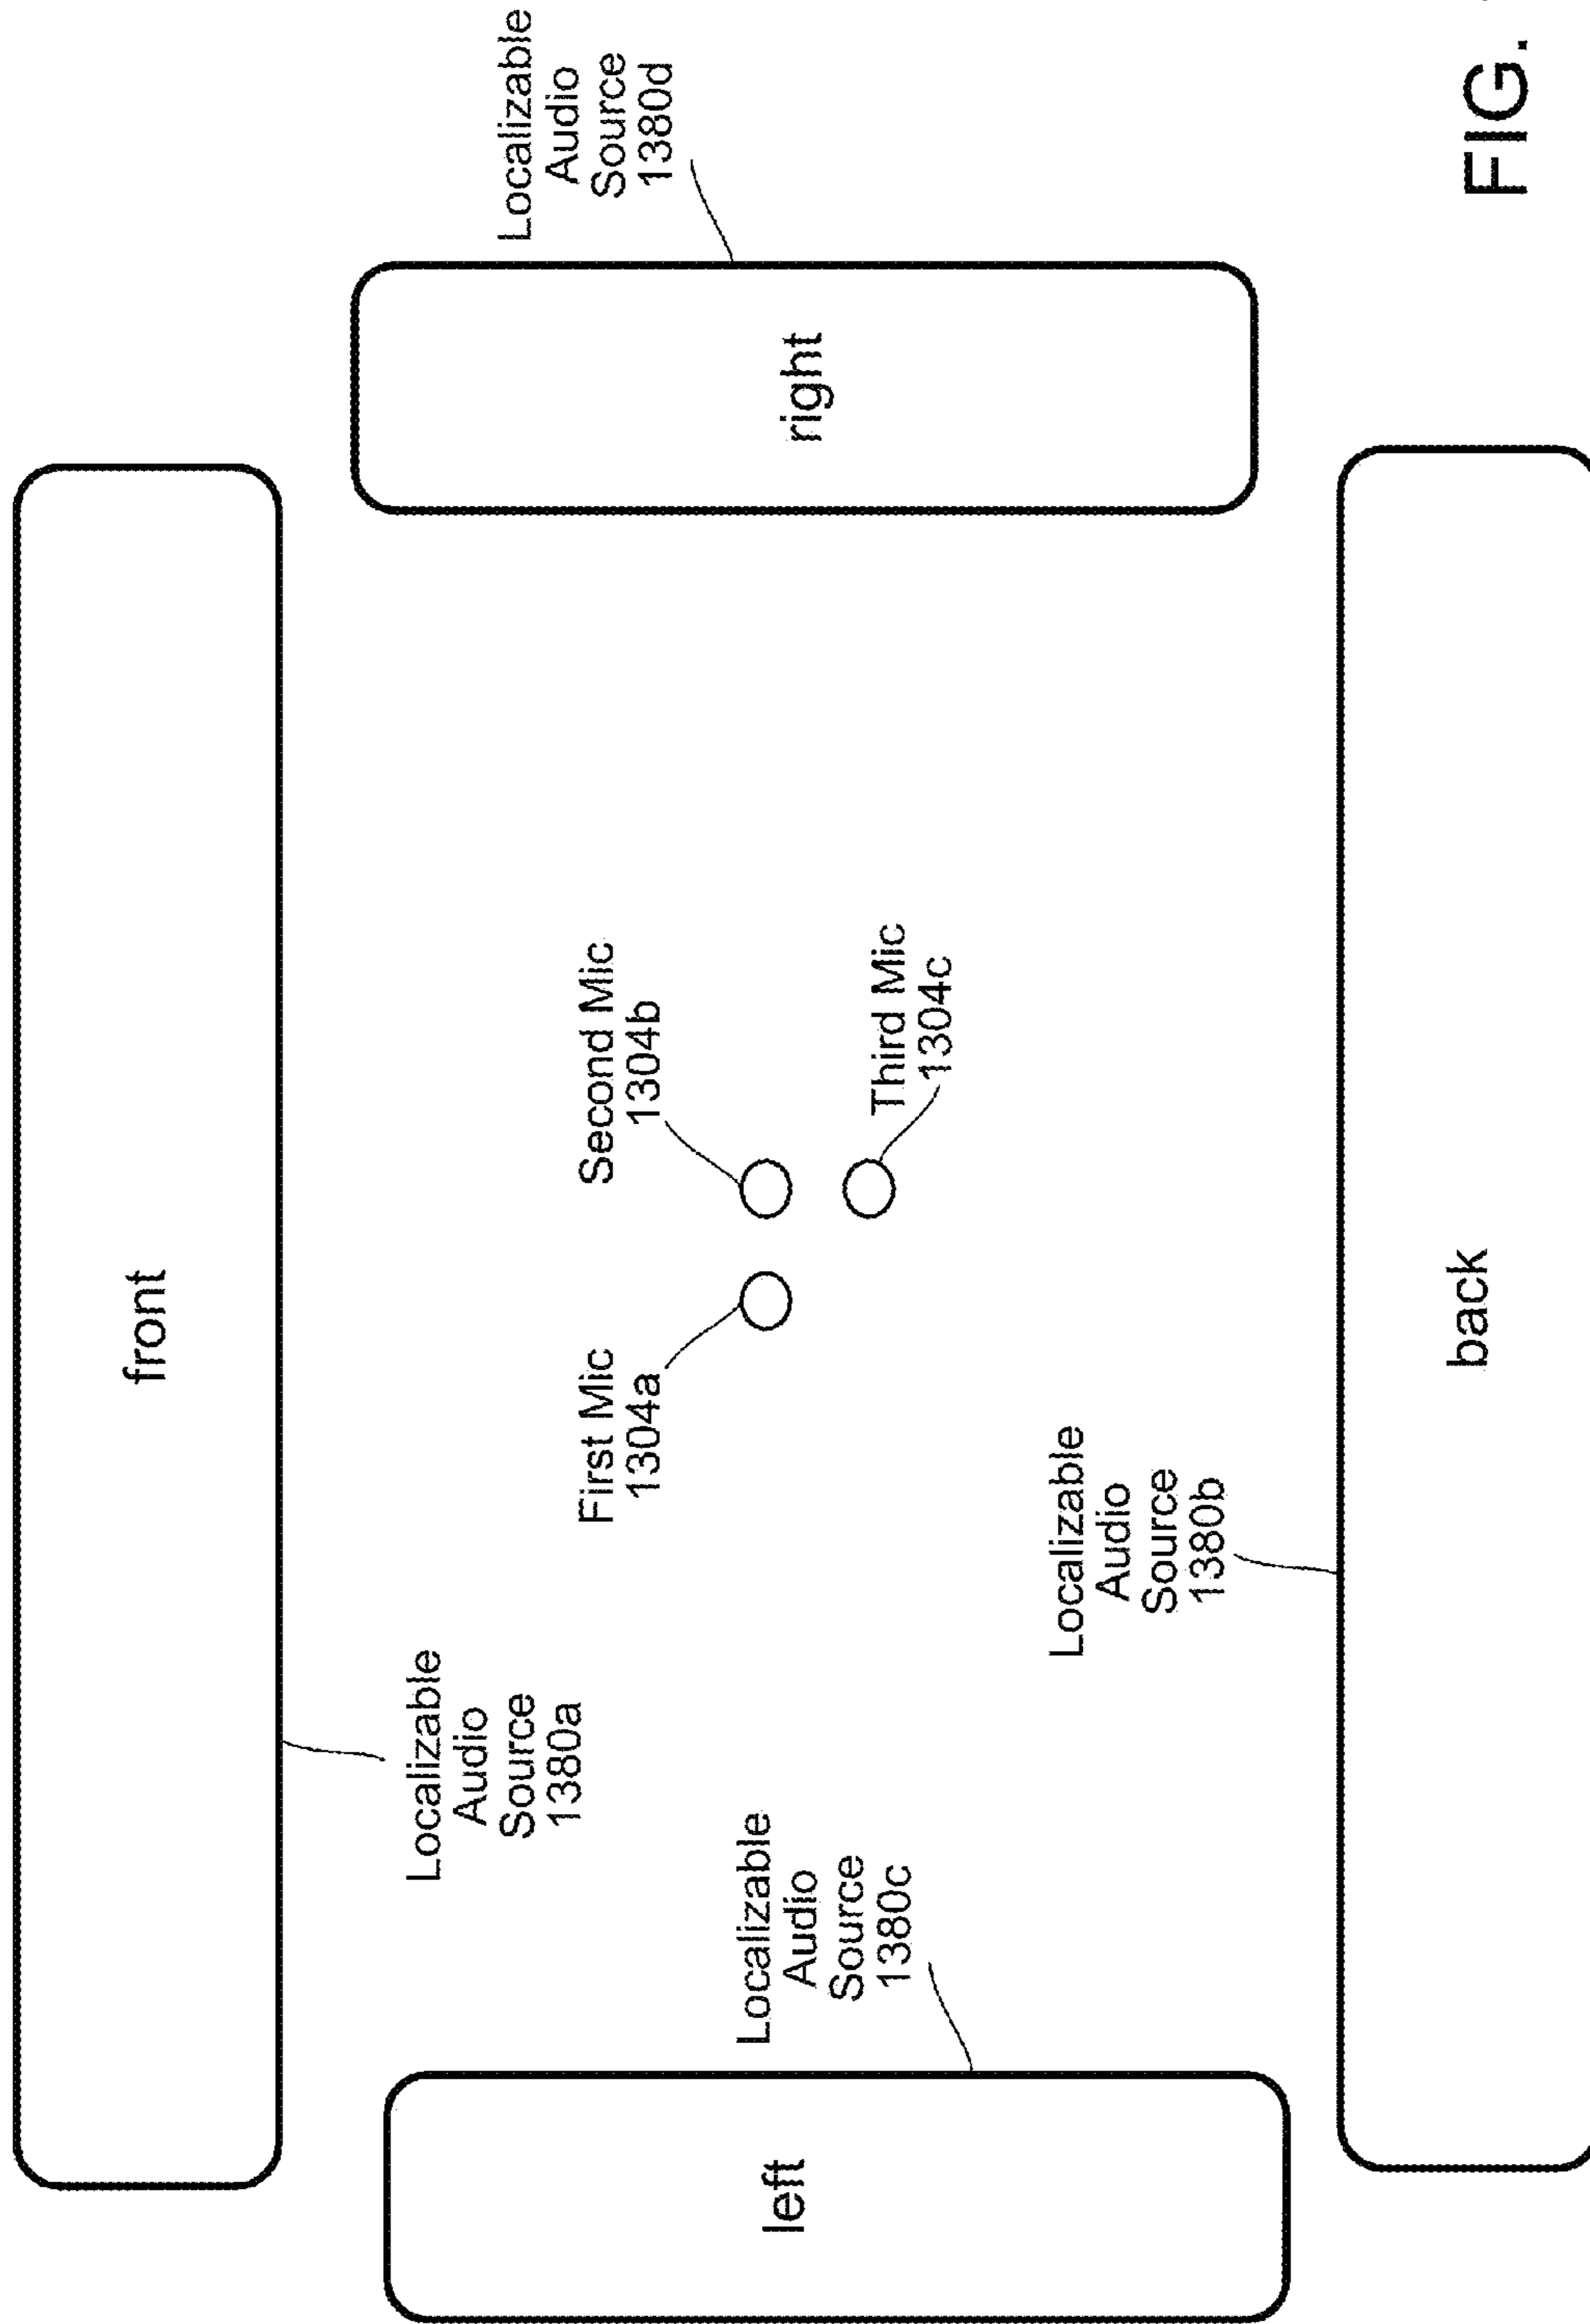 front
Localizable
Audio
Source
1380a
First Mic
1304a
Second Mic
1304b
Localizable
Audio
Source
1380d
left
Localizable
Audio
Source
1380c
Third Mic
1304c
right
Localizable
Audio
Source
1380b
back
FIG.